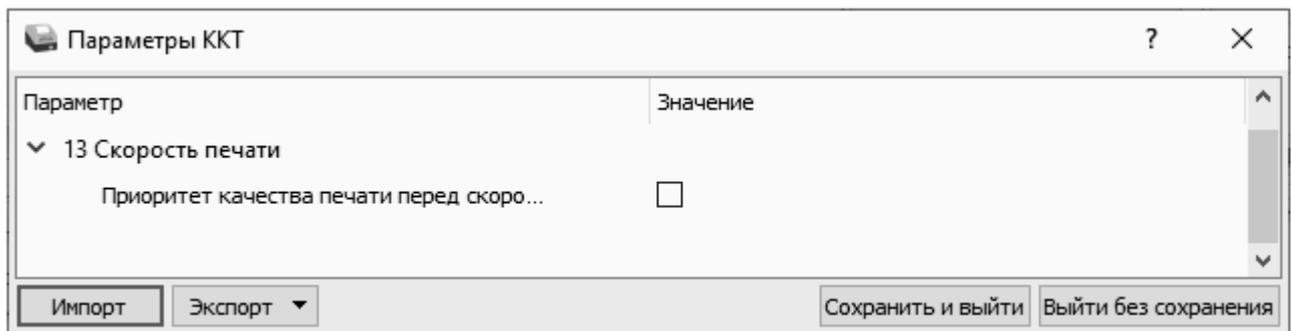 Параметры ККТ ?
Параметр Значение
13 Скорость печати
Приоритет качества печати перед скоро...
Импорт Экспорт Сохранить и выйти Выйти без сохранения